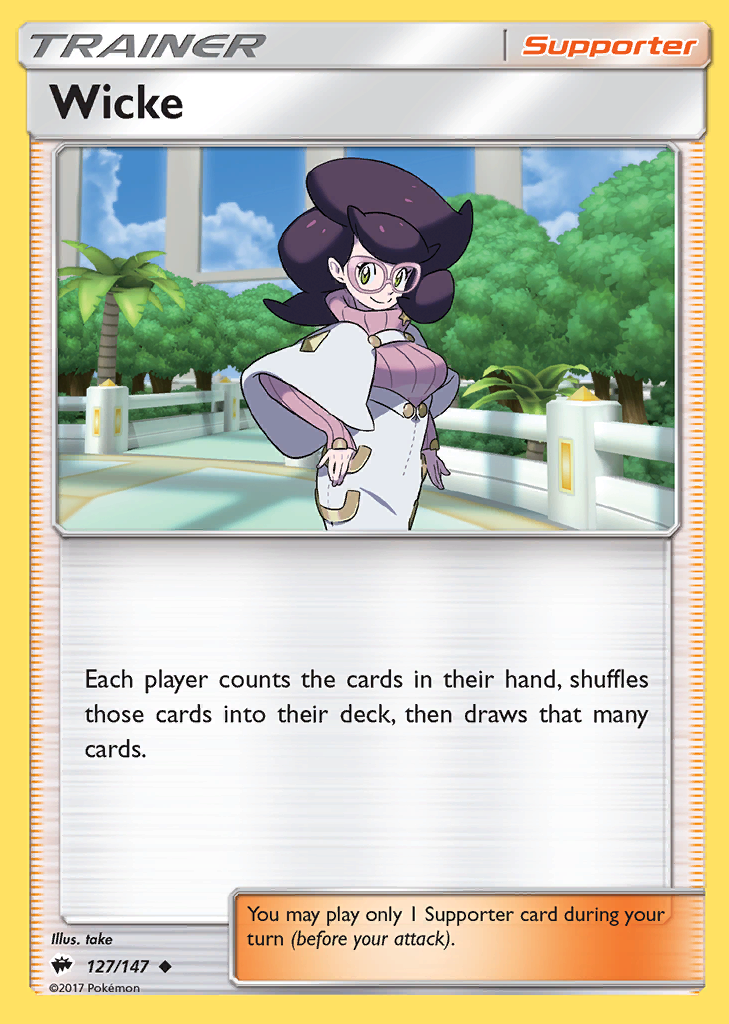 TRAINER
Supporter
Wicke
Each player counts the cards in their hand, shuffles
those cards into their deck, then draws that many
cards.
You may play only 1 Supporter card during your
turn (before your attack).
Illus. take
127/147 ◆
©2017 Pokémon